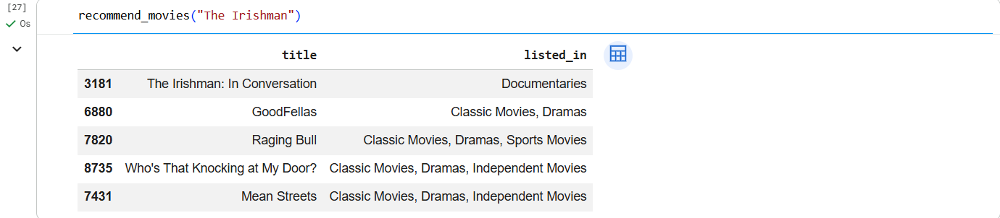 [27]
0s
recommend_movies("The Irishman")
title listed_in
3181 The Irishman: In Conversation Documentaries
6880 GoodFellas Classic Movies, Dramas
7820 Raging Bull Classic Movies, Dramas, Sports Movies
8735 Who's That Knocking at My Door? Classic Movies, Dramas, Independent Movies
7431 Mean Streets Classic Movies, Dramas, Independent Movies